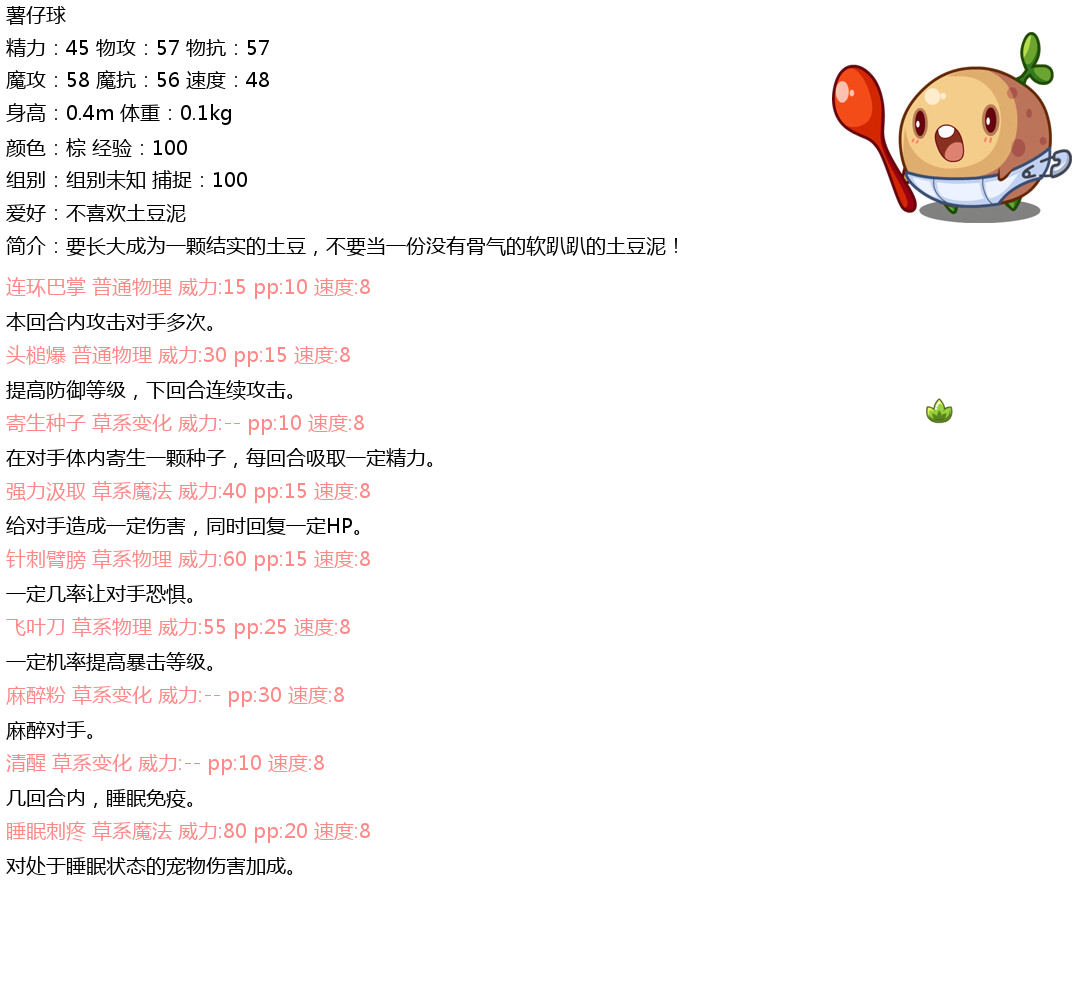 薯仔球
精力：45 物攻：57 物抗：57
魔攻：58 魔抗：56 速度：48
身高：0.4m 体重：0.1kg
颜色：棕 经验：100
组别：组别未知 捕捉：100
爱好：不喜欢土豆泥
简介：要长大成为一颗结实的土豆，不要当一份没有骨气的软趴趴的土豆泥！
连环巴掌 普通物理 威力:15 pp:10 速度:8
本回合内攻击对手多次。
头槌爆 普通物理 威力:30 pp:15 速度:8
提高防御等级，下回合连续攻击。
寄生种子 草系变化 威力:-- pp:10 速度:8
在对手体内寄生一颗种子，每回合吸取一定精力。
强力汲取 草系魔法 威力:40 pp:15 速度:8
给对手造成一定伤害，同时回复一定HP。
针刺臂膀 草系物理 威力:60 pp:15 速度:8
一定几率让对手恐惧。
飞叶刀 草系物理 威力:55 pp:25 速度:8
一定机率提高暴击等级。
麻醉粉 草系变化 威力:-- pp:30 速度:8
麻醉对手。
清醒 草系变化 威力:-- pp:10 速度:8
几回合内，睡眠免疫。
睡眠刺疼 草系魔法 威力:80 pp:20 速度:8
对处于睡眠状态的宠物伤害加成。